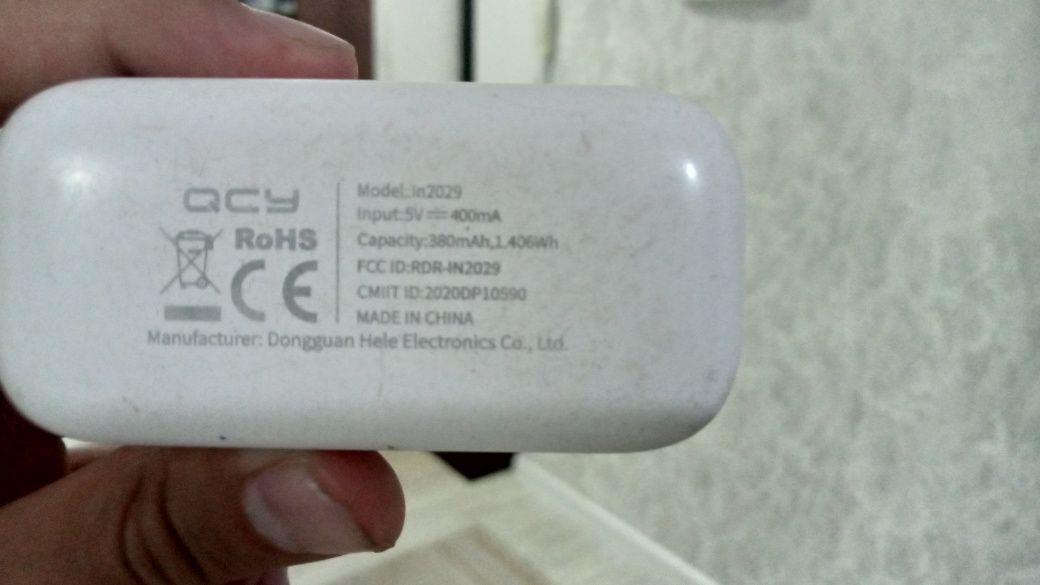 QCY
RoHS
CE
Model:in2029
Input:5V⎓400mA
Capacity:380mAh,1.406Wh
FCC ID:RDR-IN2029
CMIIT ID:2020DP10590
MADE IN CHINA
Manufacturer: Dongguan Hele Electronics Co., Ltd.